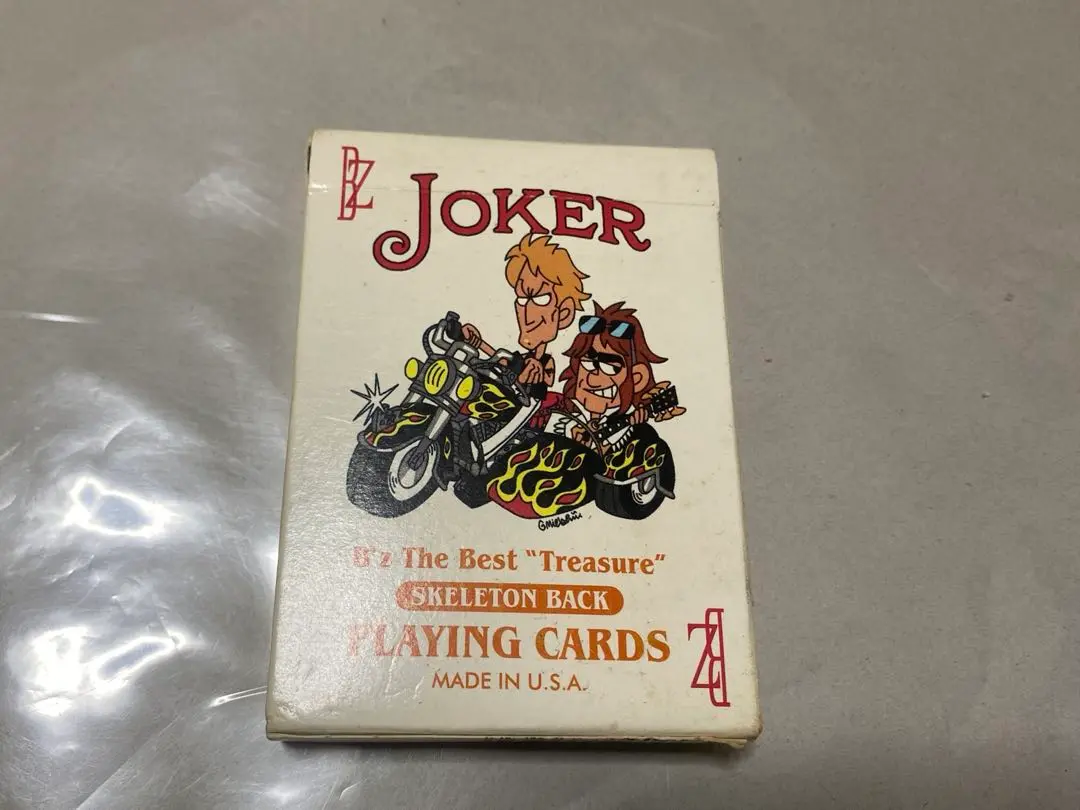 B'z
JOKER
B'z The Best “Treasure”
SKELETON BACK
PLAYING CARDS
MADE IN U.S.A.
B'z